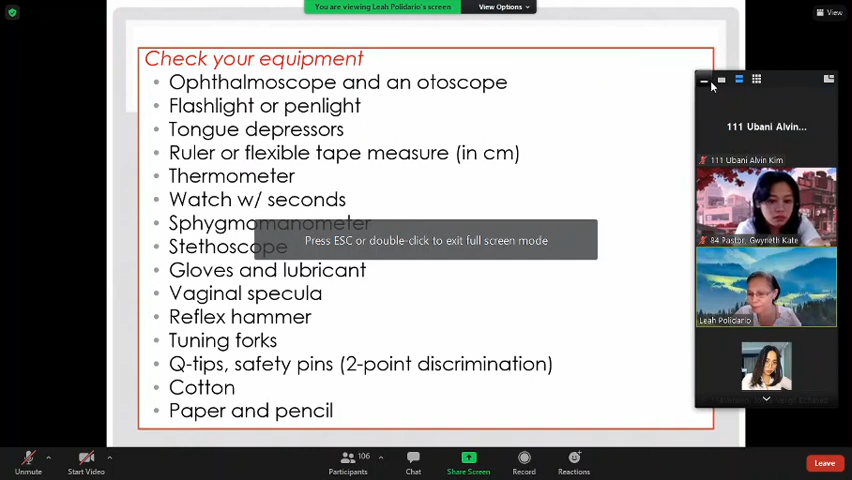 You are viewing Leah Polidario's screen
View Options
View
Check your equipment
• Ophthalmoscope and an otoscope
• Flashlight or penlight
• Tongue depressors
• Ruler or flexible tape measure (in cm)
• Thermometer
• Watch w/ seconds
• Sphygmomanometer
• Stethoscope
• Gloves and lubricant
• Vaginal specula
• Reflex hammer
• Tuning forks
• Q-tips, safety pins (2-point discrimination)
• Cotton
• Paper and pencil
Press ESC or double-click to exit full screen mode
111 Ubani Alvin...
111 Ubani Alvin Kim
84 Pastor, Gwyneth Kate
Leah Polidario
Unmute
Start Video
106
Participants
Chat
Share Screen
Record
Reactions
Leave